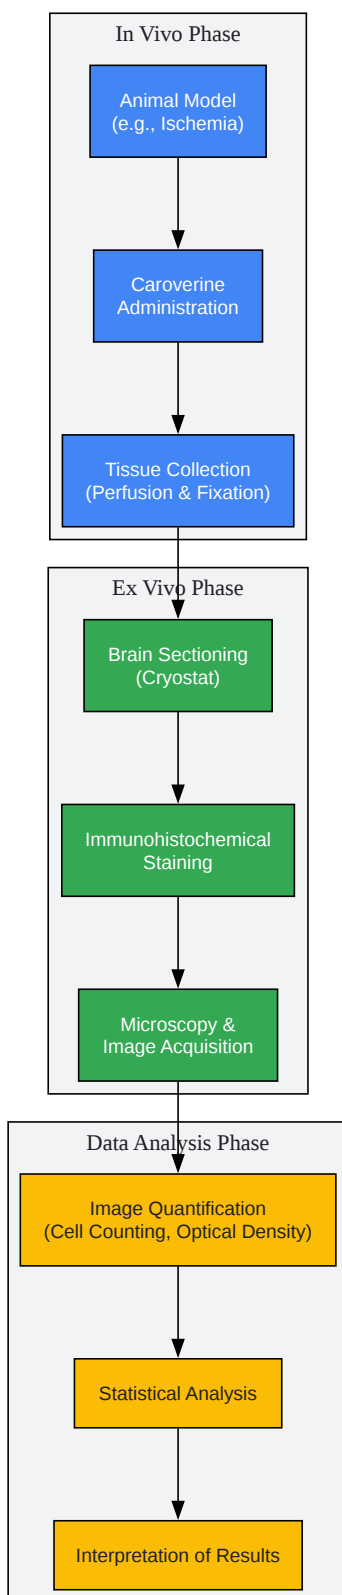 In Vivo Phase
Animal Model
(e.g., Ischemia)
Caroverine
Administration
Tissue Collection
(Perfusion & Fixation)
Ex Vivo Phase
Brain Sectioning
(Cryostat)
Immunohistochemical
Staining
Microscopy &
Image Acquisition
Data Analysis Phase
Image Quantification
(Cell Counting, Optical Density)
Statistical Analysis
Interpretation of Results